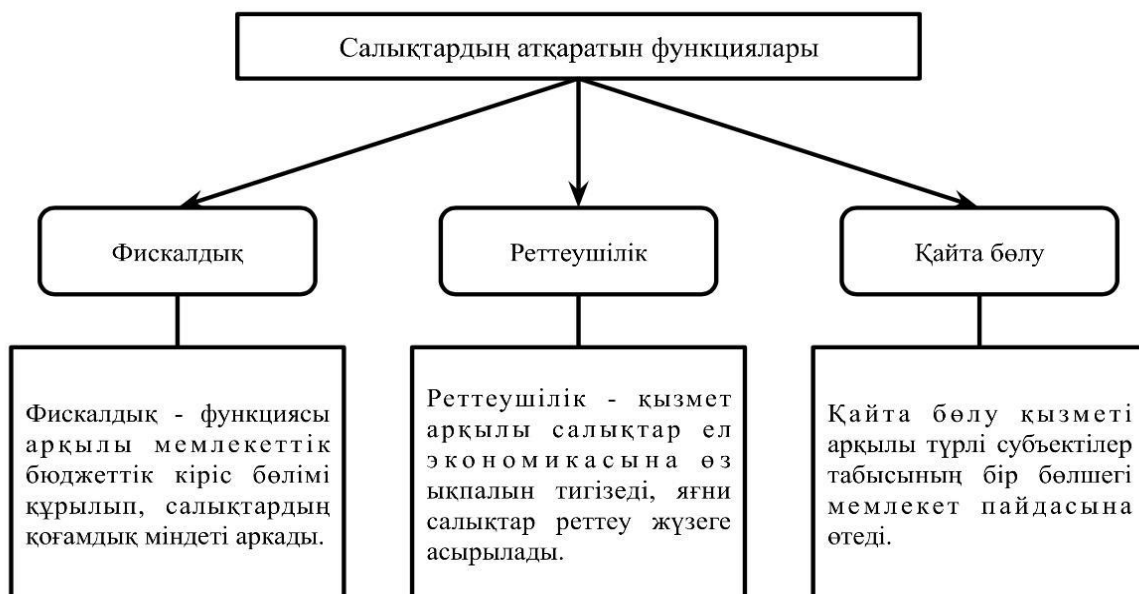 Салықтардың атқаратын функциялары
Фискалдық
Реттеушілік
Қайта бөлу
Фискалдық - функциясы
арқылы мемлекеттік
бюджеттік кіріс бөлімі
құрылып, салықтардың
қоғамдық міндеті аркады.
Реттеушілік - қызмет
арқылы салықтар ел
экономикасына өз
ықпалын тигізеді, яғни
салықтар реттеу жүзеге
асырылады.
Қайта бөлу қызметі
арқылы түрлі субъектілер
табысының бір бөлшегі
мемлекет пайдасына
өтеді.